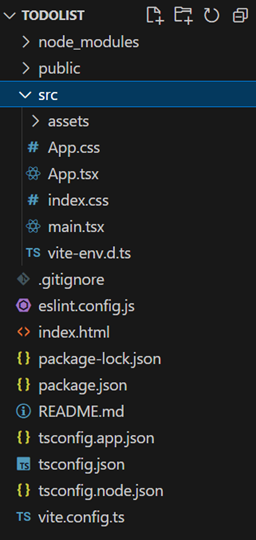 TODOLIST
node_modules
public
src
assets
# App.css
App.tsx
# index.css
main.tsx
TS vite-env.d.ts
.gitignore
eslint.config.js
<> index.html
{} package-lock.json
{} package.json
README.md
{} tsconfig.app.json
TS tsconfig.json
{} tsconfig.node.json
TS vite.config.ts